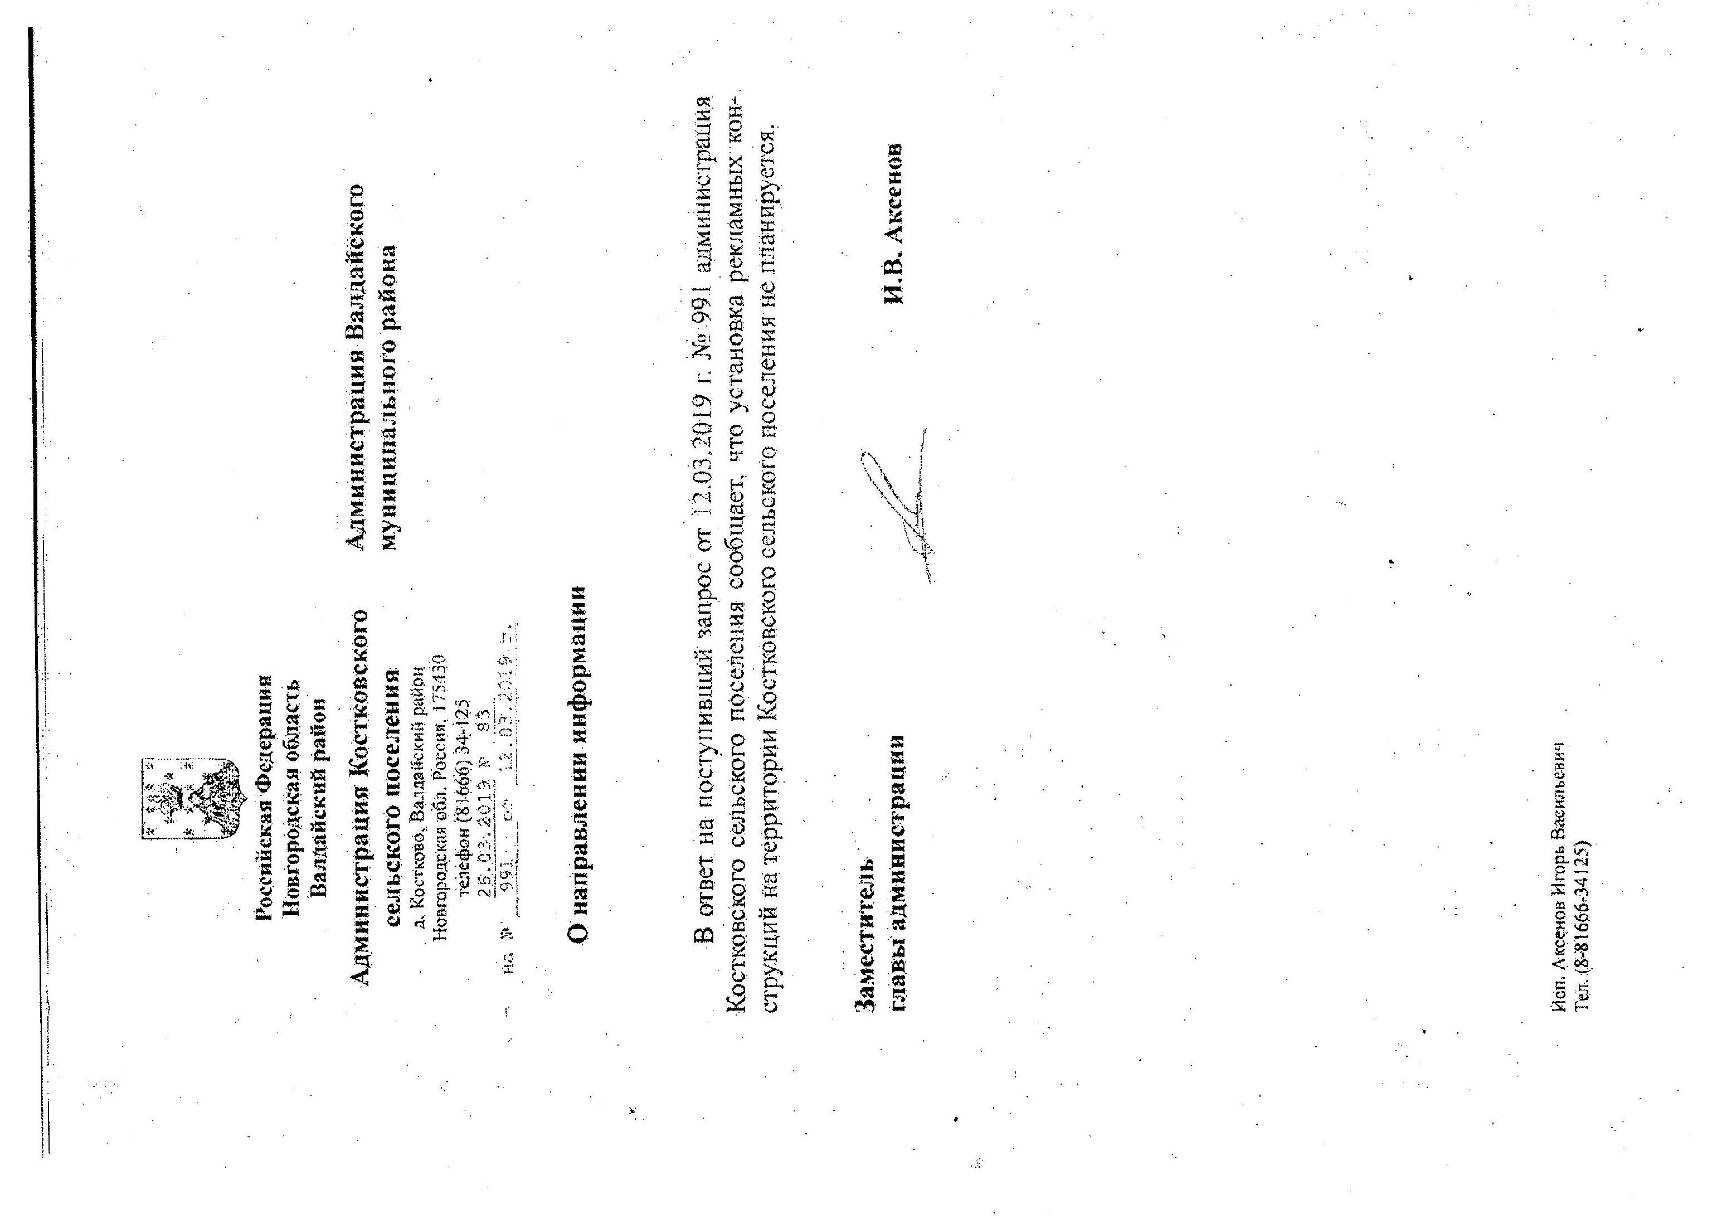 Российская Федерация
Новгородская область
Валдайский район
Администрация Костковского
сельского поселения
д. Костково, Валдайский район
Новгородская обл. Россия, 175430
телефон (81666) 34-125
25.03.2019 № 83
на № 991 от 12.03.2019 г.
Администрация Валдайского
муниципального района
О направлении информации
В ответ на поступивший запрос от 12.03.2019 г. № 991 администрация
Костковского сельского поселения сообщает, что установка рекламных кон-
струкций на территории Костковского сельского поселения не планируется.
Заместитель
главы администрации
И.В. Аксенов
Исп. Аксенов Игорь Васильевич
Тел. (8-81666-34125)